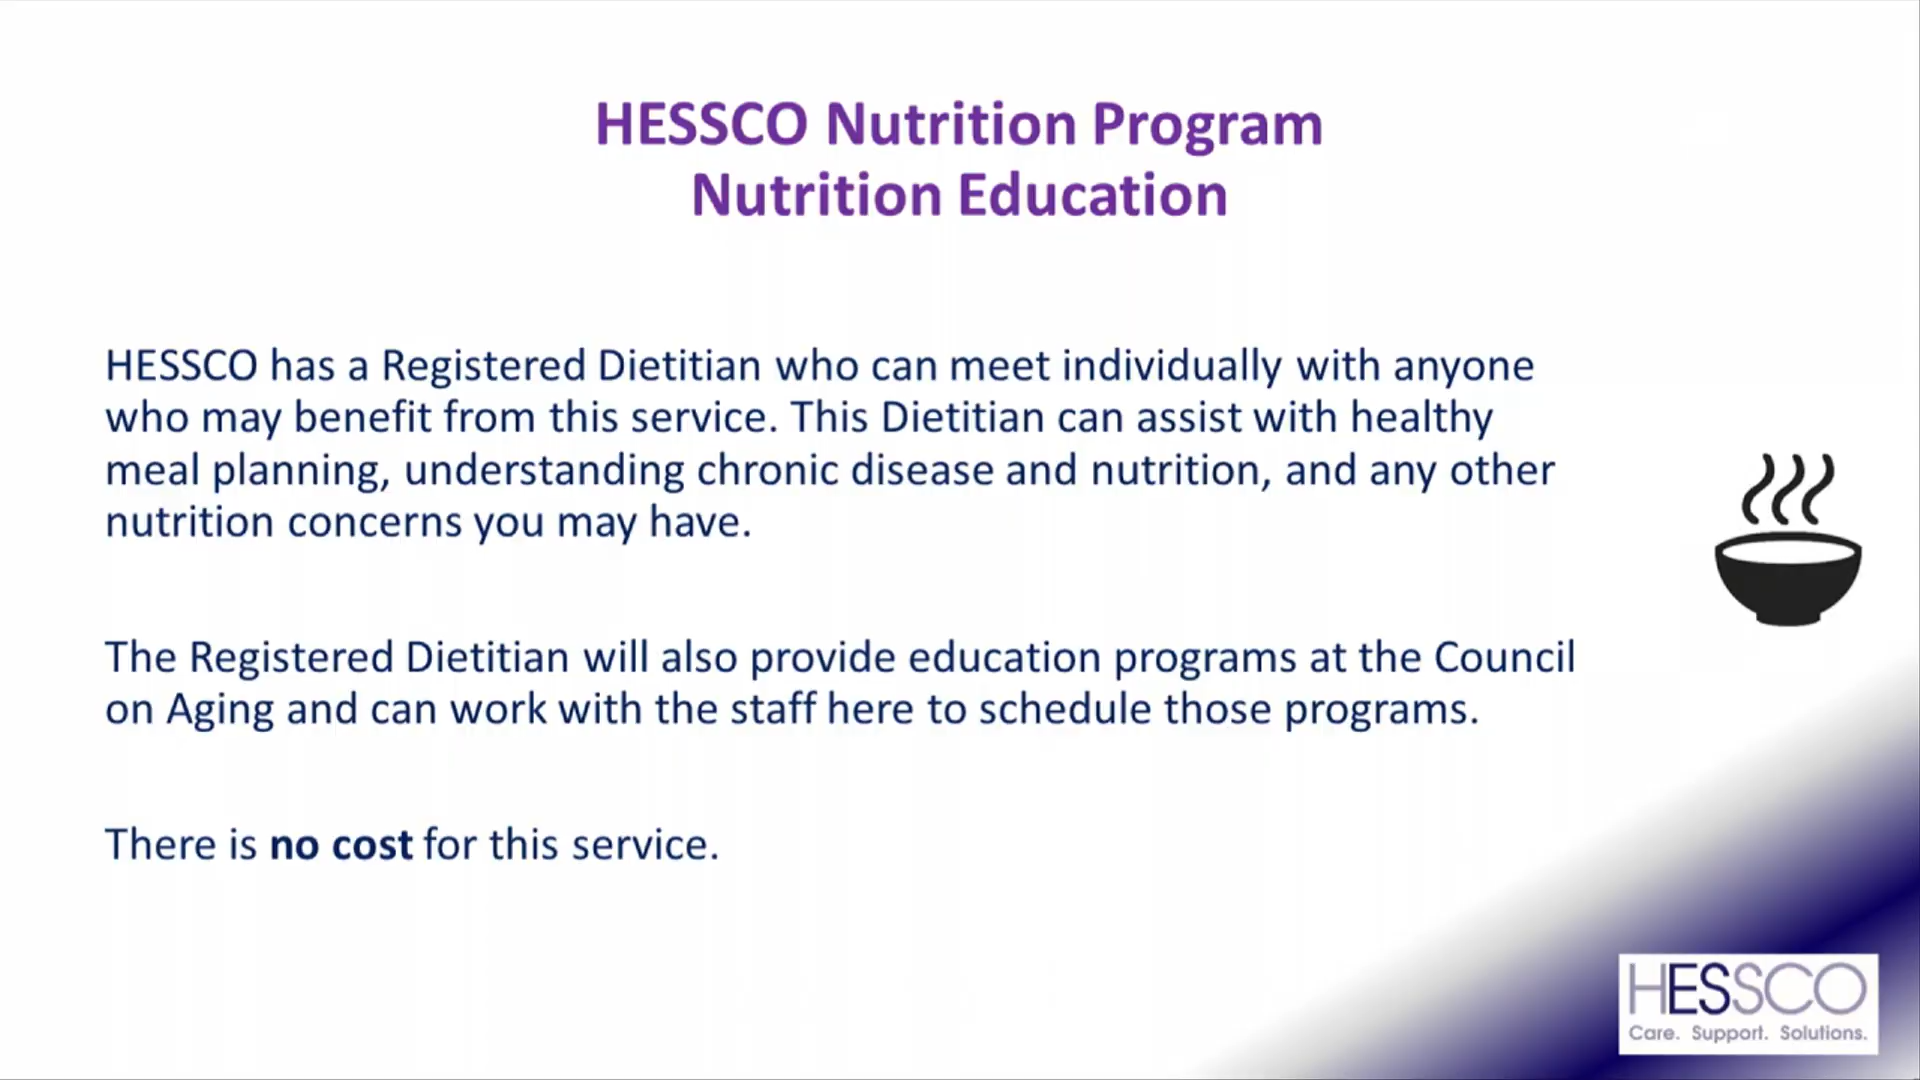 HESSCO Nutrition Program
Nutrition Education
HESSCO has a Registered Dietitian who can meet individually with anyone
who may benefit from this service. This Dietitian can assist with healthy
meal planning, understanding chronic disease and nutrition, and any other
nutrition concerns you may have.
The Registered Dietitian will also provide education programs at the Council
on Aging and can work with the staff here to schedule those programs.
There is no cost for this service.
HESSCO
Care. Support. Solutions.